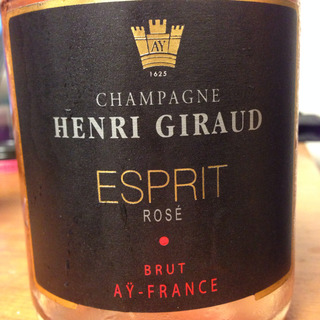 AŸ
1625
CHAMPAGNE
HENRI GIRAUD
ESPRIT
ROSÉ
BRUT
AŸ-FRANCE